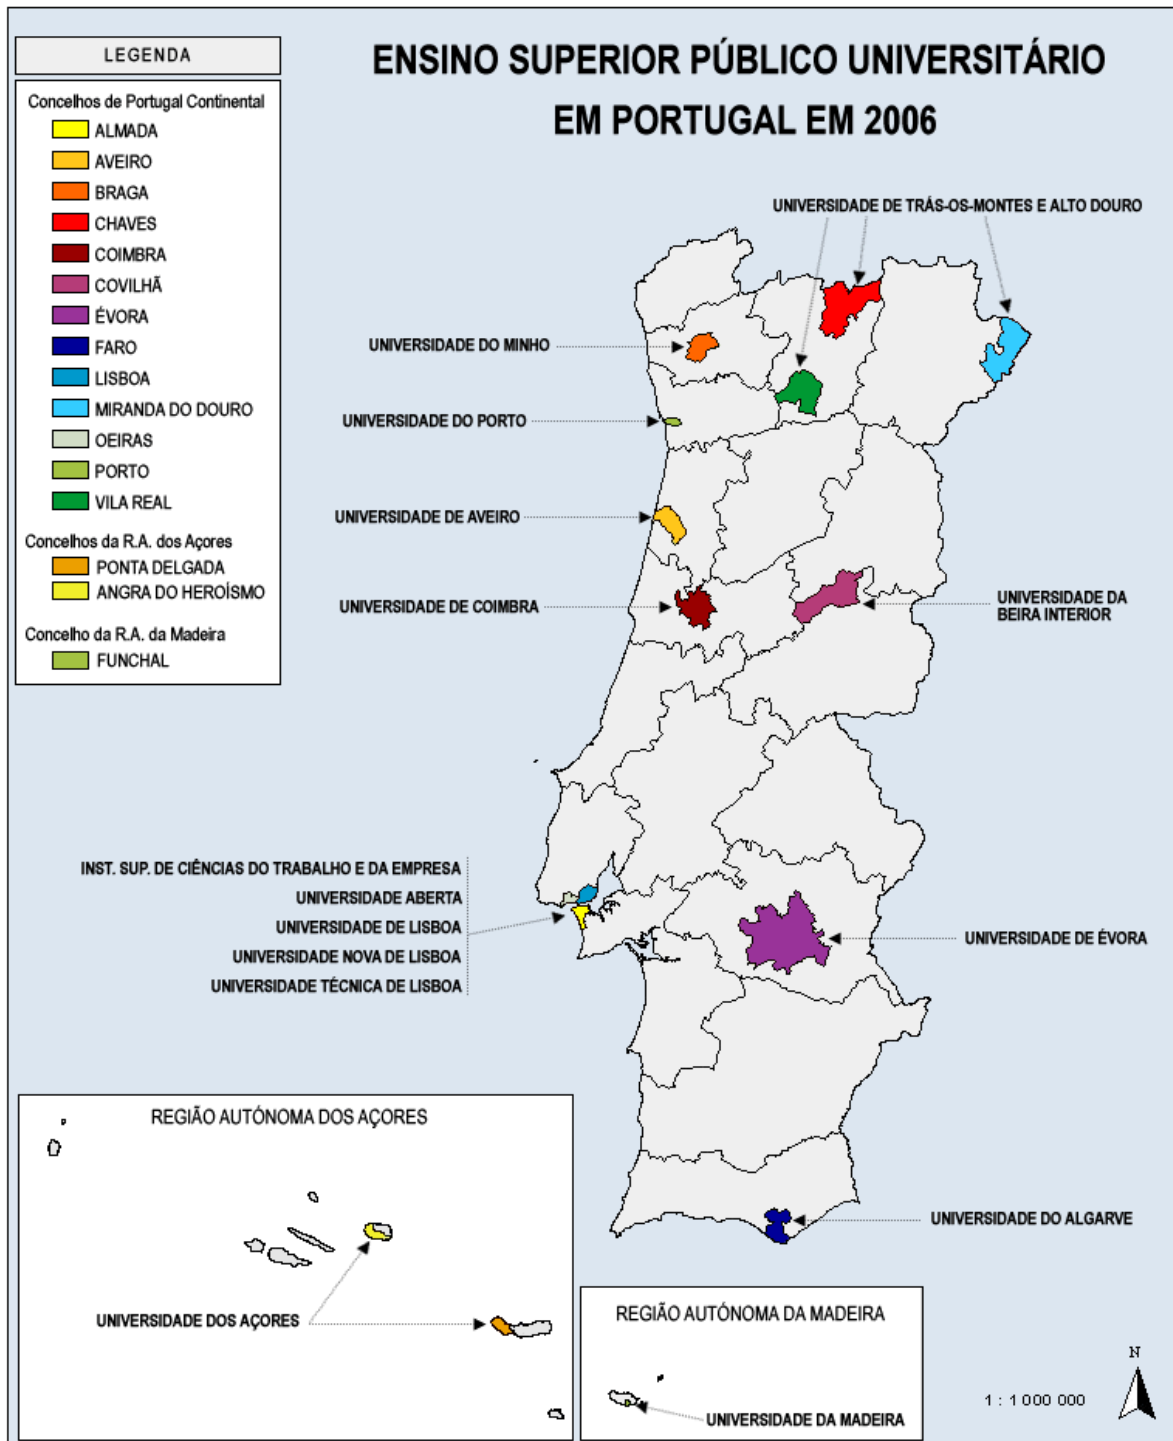 LEGENDA
ENSINO SUPERIOR PÚBLICO UNIVERSITÁRIO
EM PORTUGAL EM 2006
Concelhos de Portugal Continental
ALMADA
AVEIRO
BRAGA
CHAVES
COIMBRA
COVILHÃ
ÉVORA
FARO
LISBOA
MIRANDA DO DOURO
OEIRAS
PORTO
VILA REAL
Concelhos da R.A. dos Açores
PONTA DELGADA
ANGRA DO HEROÍSMO
Concelho da R.A. da Madeira
FUNCHAL
UNIVERSIDADE DE TRÁS-OS-MONTES E ALTO DOURO
UNIVERSIDADE DO MINHO
UNIVERSIDADE DO PORTO
UNIVERSIDADE DE AVEIRO
UNIVERSIDADE DE COIMBRA
UNIVERSIDADE DA
BEIRA INTERIOR
INST. SUP. DE CIÊNCIAS DO TRABALHO E DA EMPRESA
UNIVERSIDADE ABERTA
UNIVERSIDADE DE LISBOA
UNIVERSIDADE NOVA DE LISBOA
UNIVERSIDADE TÉCNICA DE LISBOA
UNIVERSIDADE DE ÉVORA
UNIVERSIDADE DO ALGARVE
REGIÃO AUTÓNOMA DOS AÇORES
UNIVERSIDADE DOS AÇORES
REGIÃO AUTÓNOMA DA MADEIRA
UNIVERSIDADE DA MADEIRA
N
1 : 1 000 000